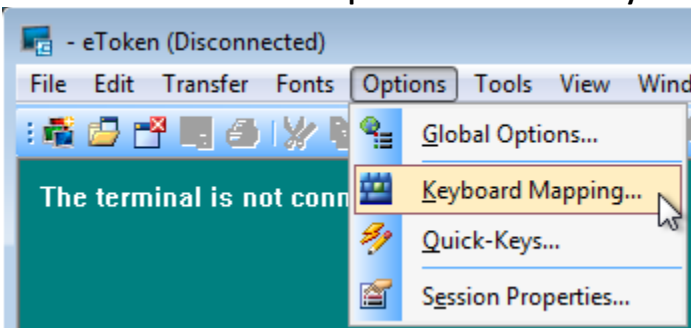 - eToken (Disconnected)
File Edit Transfer Fonts Options Tools View
Global Options...
The terminal is not
Keyboard Mapping...
Quick-Keys...
Session Properties...